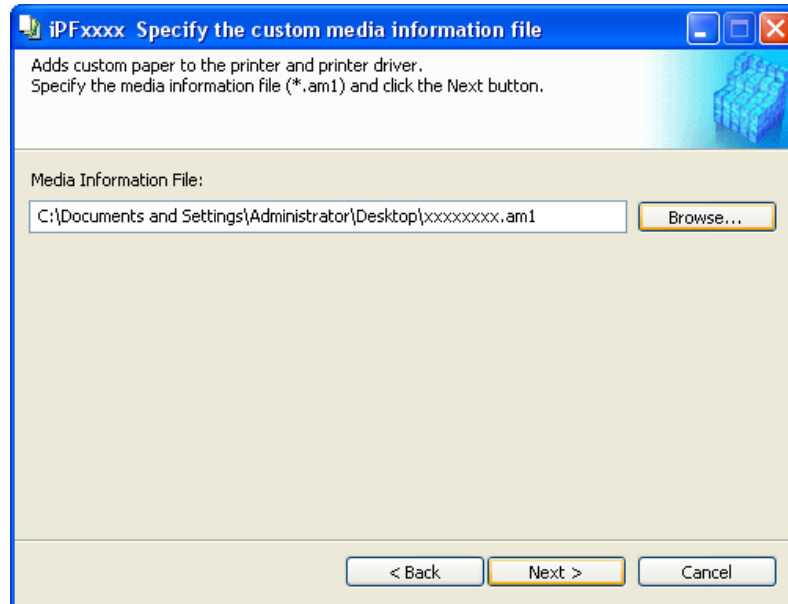 iPFxxxx Specify the custom media information file
Adds custom paper to the printer and printer driver.
Specify the media information file (*.am1) and click the Next button.
Media Information File:
C:\Documents and Settings\Administrator\Desktop\xxxxxxxx.am1
Browse...
< Back
Next >
Cancel